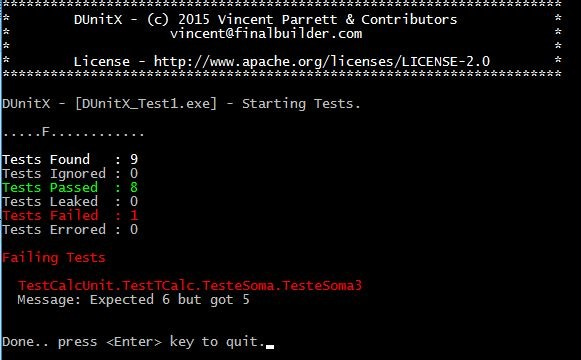 **********************************************************************
*        DUnitX - (c) 2015 Vincent Parrett & Contributors            *
*                    vincent@finalbuilder.com                        *
*                                                                    *
*        License - http://www.apache.org/licenses/LICENSE-2.0        *
**********************************************************************
DUnitX - [DUnitX_Test1.exe] - Starting Tests.
.....F............
Tests Found   : 9
Tests Ignored : 0
Tests Passed  : 8
Tests Leaked  : 0
Tests Failed  : 1
Tests Errored : 0
Failing Tests
TestCalcUnit.TestTCalc.TesteSoma.TesteSoma3
Message: Expected 6 but got 5
Done.. press <Enter> key to quit.